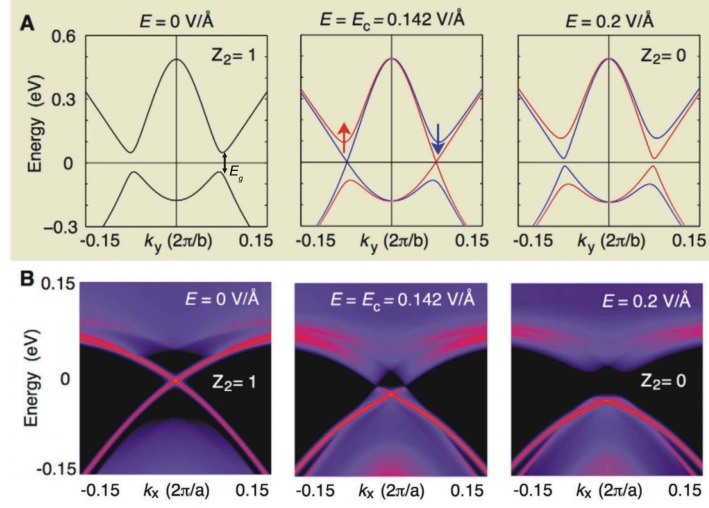 A
E = 0 V/Å
E = E_c = 0.142 V/Å
E = 0.2 V/Å
0.6
0.3
0
−0.3
Energy (eV)
Z₂= 1
Z₂= 0
E_g
-0.15 k_y (2π/b) 0.15
-0.15 k_y (2π/b) 0.15
-0.15 k_y (2π/b) 0.15
B
0.15
0
-0.15
Energy (eV)
E = 0 V/Å
Z₂= 1
E = E_c = 0.142 V/Å
E = 0.2 V/Å
Z₂= 0
-0.15 k_x (2π/a) 0.15
-0.15 k_x (2π/a) 0.15
-0.15 k_x (2π/a) 0.15